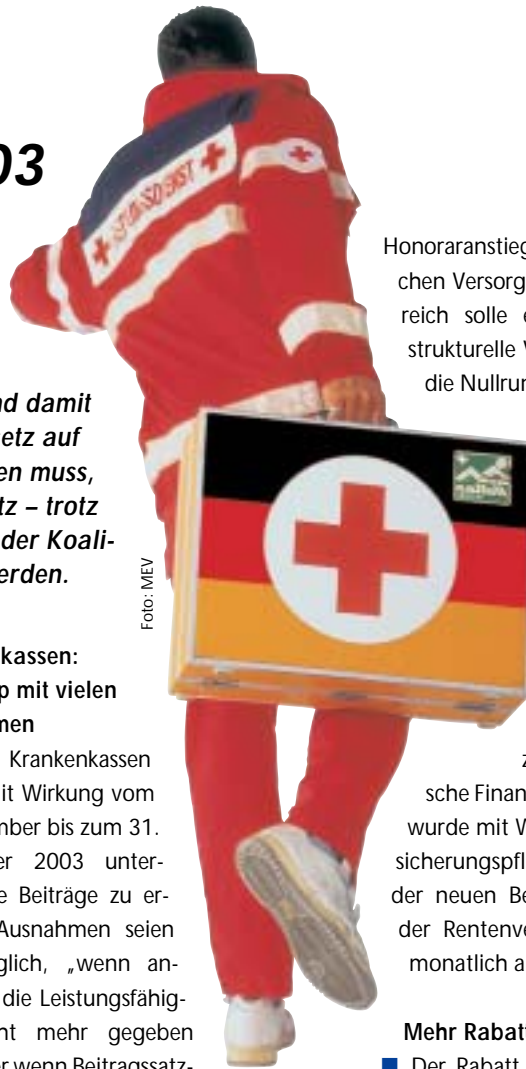 03
nd damit
etz auf
en muss,
tz – trotz
der Koali-
erden.
Foto: MEV
kassen:
p mit vielen
men
Krankenkassen
it Wirkung vom
mber bis zum 31.
er 2003 unter-
e Beiträge zu er-
Ausnahmen seien
glich, „wenn an-
die Leistungsfähig-
nt mehr gegeben
er wenn Beitragssatz-
Honoraranstieg
chen Versorg
reich solle e
strukturelle V
die Nullrun
z
sche Finan
wurde mit W
sicherungspfl
der neuen Be
der Rentenve
monatlich a
Mehr Rabatt
Der Rabatt